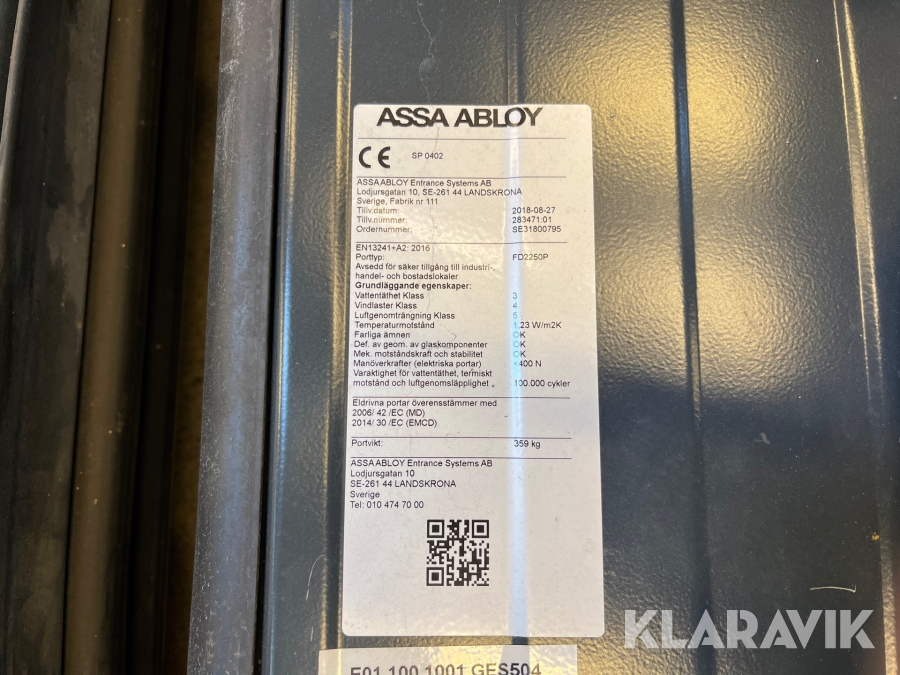 ASSA ABLOY
CE SP 0402
ASSA ABLOY Entrance Systems AB
Lodjursgatan 10, SE-261 44 LANDSKRONA
Sverige, Fabrik nr 111
Tillv.datum: 2018-08-27
Tillv.nummer: 283471:01
Ordernummer: SE31800795
EN13241+A2: 2016
Porttyp: FD2250P
Avsedd för säker tillgång till industri-,
handel- och bostadslokaler
Grundläggande egenskaper:
Vattentäthet Klass 3
Vindlaster Klass 4
Luftgenomträngning Klass 5
Temperaturmotstånd 1,23 W/m2K
Farliga ämnen OK
Def. av geom. av glaskomponenter OK
Mek. motståndskraft och stabilitet OK
Manöverkrafter (elektriska portar) <400 N
Varaktighet för vattentäthet, termiskt
motstånd och luftgenomsläpplighet 100.000 cykler
Eldrivna portar överensstämmer med
2006/ 42 /EC (MD)
2014/ 30 /EC (EMCD)
Portvikt: 359 kg
ASSA ABLOY Entrance Systems AB
Lodjursgatan 10
SE-261 44 LANDSKRONA
Sverige
Tel: 010 474 70 00
KLARAVIK
E01.100.1001 GES504